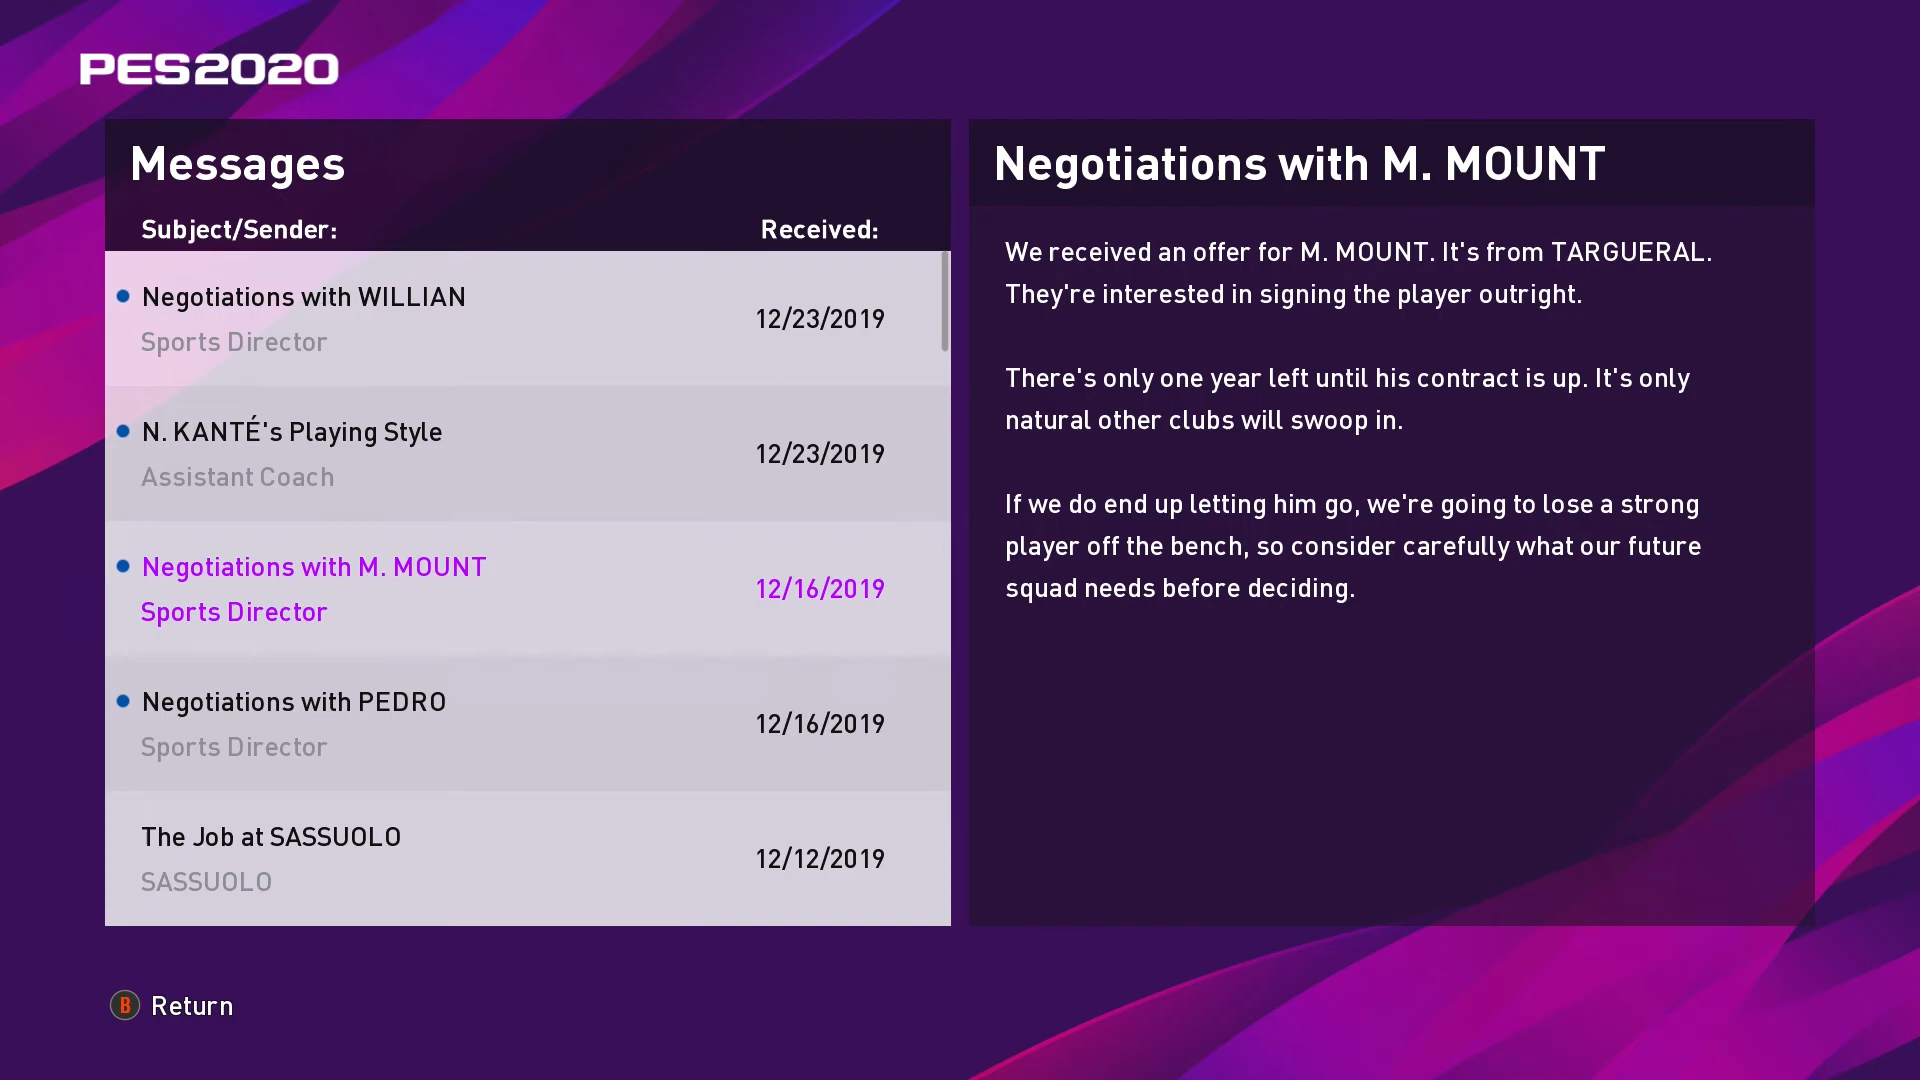 PES2020
Messages
Subject/Sender:
Received:
Negotiations with WILLIAN
Sports Director
12/23/2019
N. KANTÉ's Playing Style
Assistant Coach
12/23/2019
Negotiations with M. MOUNT
Sports Director
12/16/2019
Negotiations with PEDRO
Sports Director
12/16/2019
The Job at SASSUOLO
SASSUOLO
12/12/2019
Negotiations with M. MOUNT
We received an offer for M. MOUNT. It's from TARGUERAL.
They're interested in signing the player outright.
There's only one year left until his contract is up. It's only
natural other clubs will swoop in.
If we do end up letting him go, we're going to lose a strong
player off the bench, so consider carefully what our future
squad needs before deciding.
B Return